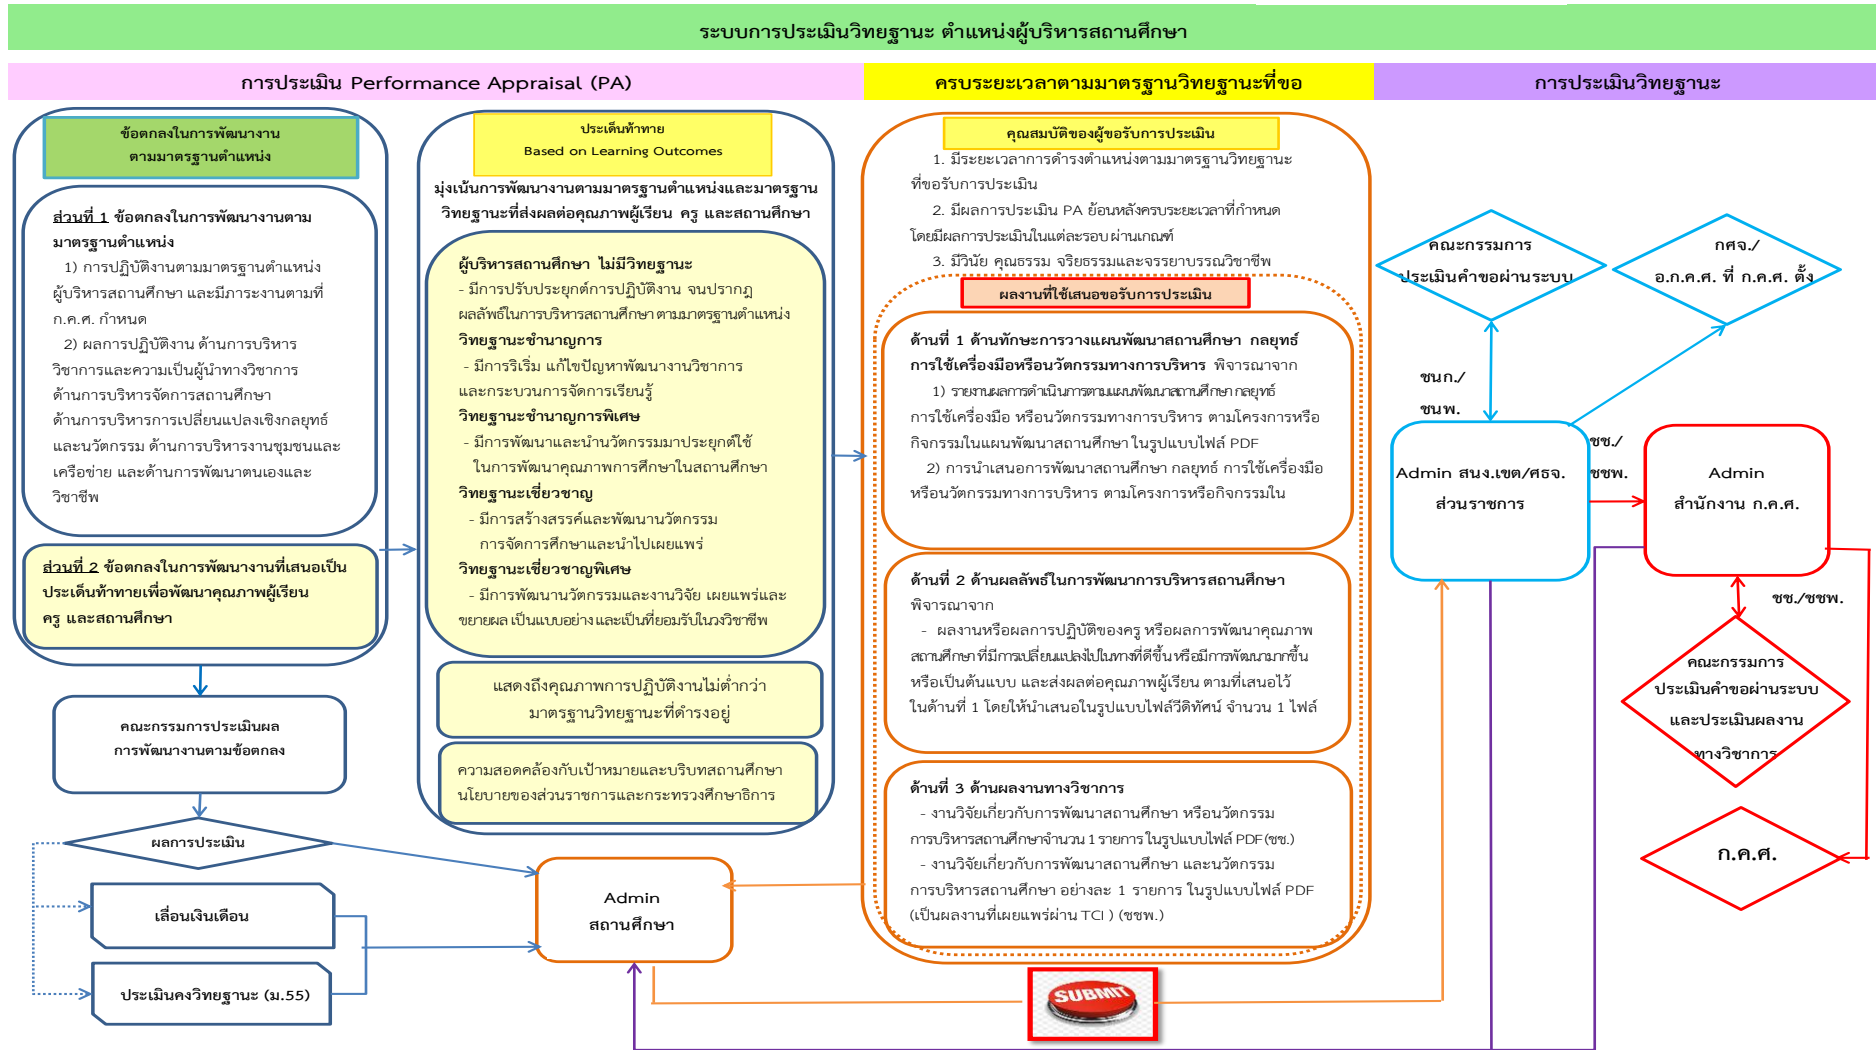 ระบบการประเมินวิทยฐานะ ตำแหน่งผู้บริหารสถานศึกษา
การประเมิน Performance Appraisal (PA)
ครบระยะเวลาตามมาตรฐานวิทยฐานะที่ขอ
การประเมินวิทยฐานะ
ข้อตกลงในการพัฒนางาน
ตามมาตรฐานตำแหน่ง
ส่วนที่ 1 ข้อตกลงในการพัฒนางานตาม
มาตรฐานตำแหน่ง
1) การปฏิบัติงานตามมาตรฐานตำแหน่ง
ผู้บริหารสถานศึกษา และมีภาระงานตามที่
ก.ค.ศ. กำหนด
2) ผลการปฏิบัติงาน ด้านการบริหาร
วิชาการและความเป็นผู้นำทางวิชาการ
ด้านการบริหารจัดการสถานศึกษา
ด้านการบริหารการเปลี่ยนแปลงเชิงกลยุทธ์
และนวัตกรรม ด้านการบริหารงานชุมชนและ
เครือข่าย และด้านการพัฒนาตนเองและ
วิชาชีพ
ส่วนที่ 2 ข้อตกลงในการพัฒนางานที่เสนอเป็น
ประเด็นท้าทายเพื่อพัฒนาคุณภาพผู้เรียน
ครู และสถานศึกษา
คณะกรรมการประเมินผล
การพัฒนางานตามข้อตกลง
ผลการประเมิน
เลื่อนเงินเดือน
ประเมินคงวิทยฐานะ (ม.55)
ประเด็นท้าทาย
Based on Learning Outcomes
มุ่งเน้นการพัฒนางานตามมาตรฐานตำแหน่งและมาตรฐาน
วิทยฐานะที่ส่งผลต่อคุณภาพผู้เรียน ครู และสถานศึกษา
ผู้บริหารสถานศึกษา ไม่มีวิทยฐานะ
- มีการปรับประยุกต์การปฏิบัติงาน จนปรากฏ
ผลลัพธ์ในการบริหารสถานศึกษา ตามมาตรฐานตำแหน่ง
วิทยฐานะชำนาญการ
- มีการริเริ่ม แก้ไขปัญหาพัฒนางานวิชาการ
และกระบวนการจัดการเรียนรู้
วิทยฐานะชำนาญการพิเศษ
- มีการพัฒนาและนำนวัตกรรมมาประยุกต์ใช้
ในการพัฒนาคุณภาพการศึกษาในสถานศึกษา
วิทยฐานะเชี่ยวชาญ
- มีการสร้างสรรค์และพัฒนานวัตกรรม
การจัดการศึกษาและนำไปเผยแพร่
วิทยฐานะเชี่ยวชาญพิเศษ
- มีการพัฒนานวัตกรรมและงานวิจัย เผยแพร่และ
ขยายผล เป็นแบบอย่าง และเป็นที่ยอมรับในวงวิชาชีพ
แสดงถึงคุณภาพการปฏิบัติงานไม่ต่ำกว่า
มาตรฐานวิทยฐานะที่ดำรงอยู่
ความสอดคล้องกับเป้าหมายและบริบทสถานศึกษา
นโยบายของส่วนราชการและกระทรวงศึกษาธิการ
Admin
สถานศึกษา
คุณสมบัติของผู้ขอรับการประเมิน
1. มีระยะเวลาการดำรงตำแหน่งตามมาตรฐานวิทยฐานะ
ที่ขอรับการประเมิน
2. มีผลการประเมิน PA ย้อนหลังครบระยะเวลาที่กำหนด
โดยมีผลการประเมินในแต่ละรอบ ผ่านเกณฑ์
3. มีวินัย คุณธรรม จริยธรรมและจรรยาบรรณวิชาชีพ
ผลงานที่ใช้เสนอขอรับการประเมิน
ด้านที่ 1 ด้านทักษะการวางแผนพัฒนาสถานศึกษา กลยุทธ์
การใช้เครื่องมือหรือนวัตกรรมทางการบริหาร พิจารณาจาก
1) รายงานผลการดำเนินการตามแผนพัฒนาสถานศึกษา กลยุทธ์
การใช้เครื่องมือ หรือนวัตกรรมทางการบริหาร ตามโครงการหรือ
กิจกรรมในแผนพัฒนาสถานศึกษา ในรูปแบบไฟล์ PDF
2) การนำเสนอการพัฒนาสถานศึกษา กลยุทธ์ การใช้เครื่องมือ
หรือนวัตกรรมทางการบริหาร ตามโครงการหรือกิจกรรมใน
ด้านที่ 2 ด้านผลลัพธ์ในการพัฒนาการบริหารสถานศึกษา
พิจารณาจาก
- ผลงานหรือผลการปฏิบัติของครู หรือผลการพัฒนาคุณภาพ
สถานศึกษา ที่มีการเปลี่ยนแปลงไปในทางที่ดีขึ้น หรือมีการพัฒนามากขึ้น
หรือเป็นต้นแบบ และส่งผลต่อคุณภาพผู้เรียน ตามที่เสนอไว้
ในด้านที่ 1 โดยให้นำเสนอในรูปแบบไฟล์วีดิทัศน์ จำนวน 1 ไฟล์
ด้านที่ 3 ด้านผลงานทางวิชาการ
- งานวิจัยเกี่ยวกับการพัฒนาสถานศึกษา หรือนวัตกรรม
การบริหารสถานศึกษาจำนวน 1 รายการ ในรูปแบบไฟล์ PDF (ชช.)
- งานวิจัยเกี่ยวกับการพัฒนาสถานศึกษา และนวัตกรรม
การบริหารสถานศึกษา อย่างละ 1 รายการ ในรูปแบบไฟล์ PDF
(เป็นผลงานที่เผยแพร่ผ่าน TCI ) (ชชพ.)
SUBMIT
คณะกรรมการ
ประเมินคำขอผ่านระบบ
กศจ./
อ.ก.ค.ศ. ที่ ก.ค.ศ. ตั้ง
ชนก./
ชนพ.
Admin สนง.เขต/ศธจ.
ส่วนราชการ
ชช./
ชชพ.
Admin
สำนักงาน ก.ค.ศ.
ชช./ชชพ.
คณะกรรมการ
ประเมินคำขอผ่านระบบ
และประเมินผลงาน
ทางวิชาการ
ก.ค.ศ.